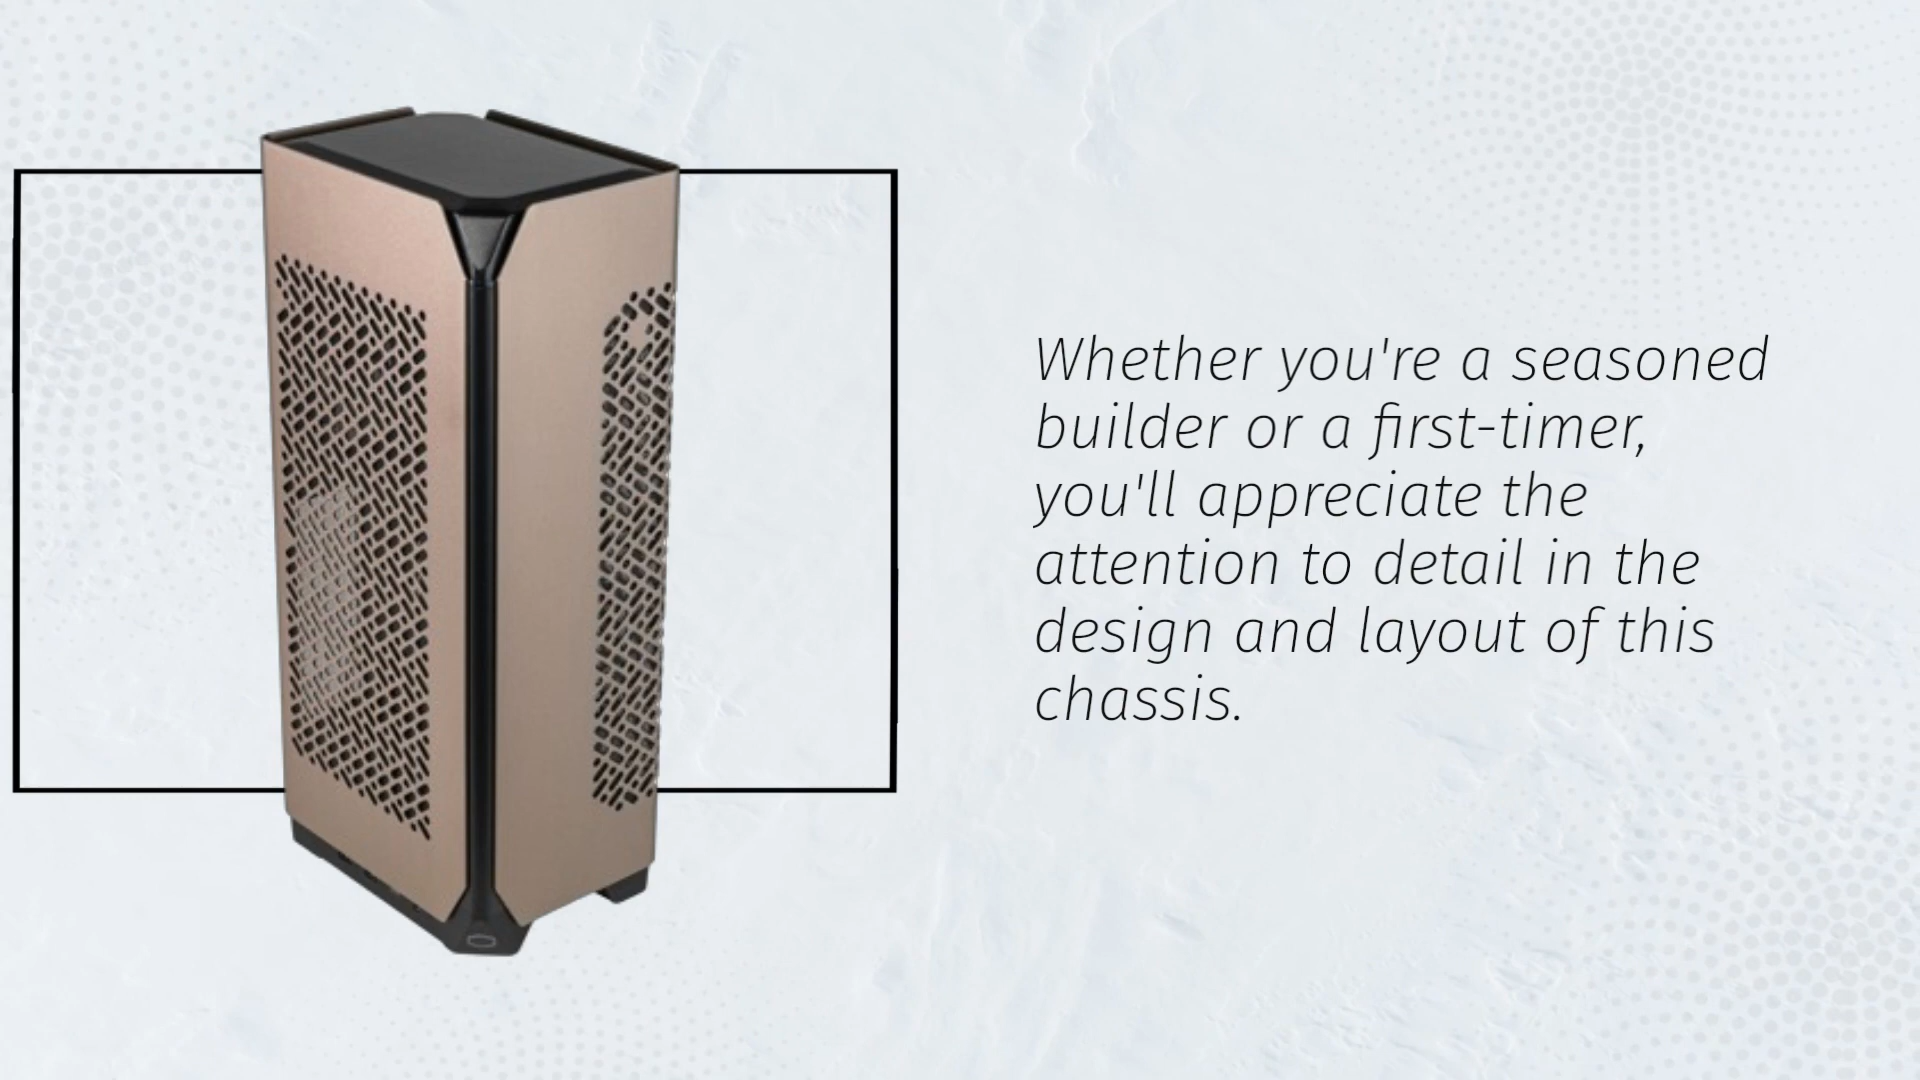 Whether you're a seasoned
builder or a first-timer,
you'll appreciate the
attention to detail in the
design and layout of this
chassis.